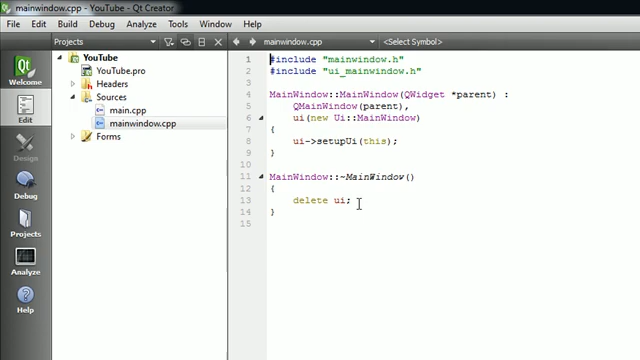 mainwindow.cpp - YouTube - Qt Creator
File Edit Build Debug Analyze Tools Window Help
Projects
mainwindow.cpp
<Select Symbol>
Qt
Welcome
Edit
Design
Debug
Projects
Analyze
Help
YouTube
YouTube.pro
Headers
Sources
main.cpp
mainwindow.cpp
Forms
1 #include "mainwindow.h"
2 #include "ui_mainwindow.h"
3
4 MainWindow::MainWindow(QWidget *parent) :
5 QMainWindow(parent),
6 ui(new Ui::MainWindow)
7 {
8 ui->setupUi(this);
9 }
10
11 MainWindow::~MainWindow()
12 {
13 delete ui;
14 }
15